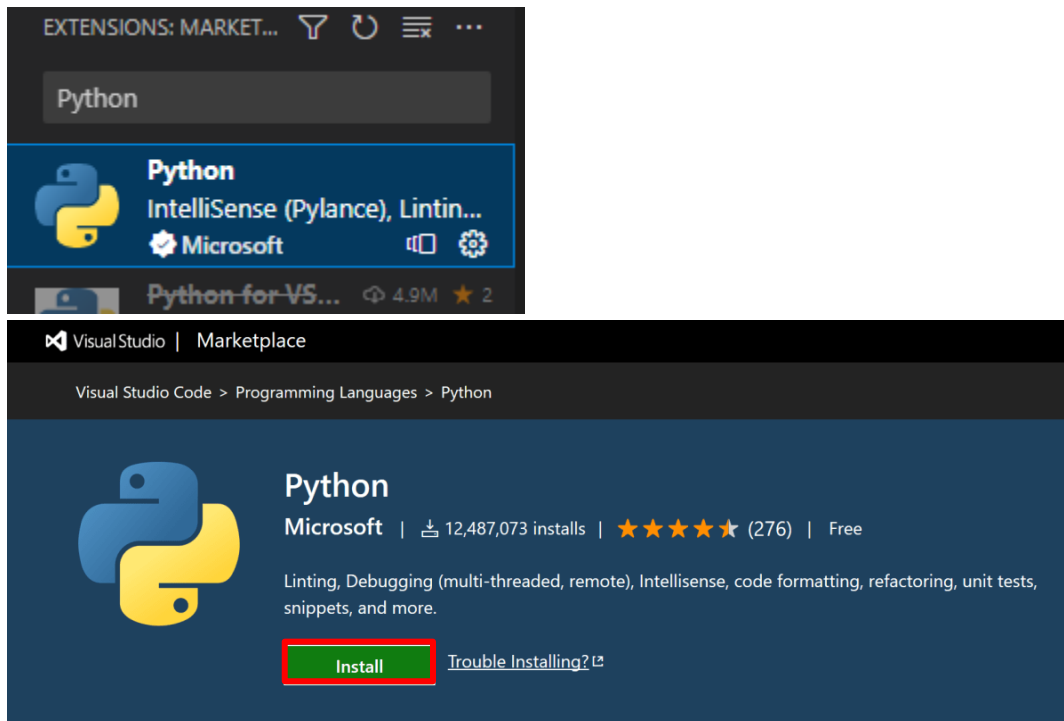 EXTENSIONS: MARKET...
Python
Python
IntelliSense (Pylance), Lintin...
Microsoft
Python for VS... 4.9M ★ 2
Visual Studio | Marketplace
Visual Studio Code > Programming Languages > Python
Python
Microsoft | 12,487,073 installs | ★★★★★ (276) | Free
Linting, Debugging (multi-threaded, remote), Intellisense, code formatting, refactoring, unit tests,
snippets, and more.
Install Trouble Installing?